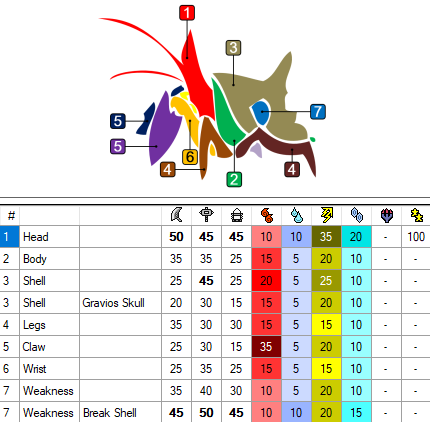 1
3
7
5
5
6
4
4
2
#
1 Head 50 45 45 10 10 35 20 - 100
2 Body 35 35 25 15 5 20 10 - -
3 Shell 25 45 25 20 5 25 10 - -
3 Shell Gravios Skull 20 30 15 15 5 20 10 - -
4 Legs 35 30 30 15 5 15 10 - -
5 Claw 25 30 15 35 5 20 10 - -
6 Wrist 25 35 25 15 5 15 10 - -
7 Weakness 35 40 30 10 5 20 10 - -
7 Weakness Break Shell 45 50 45 10 10 20 15 - -